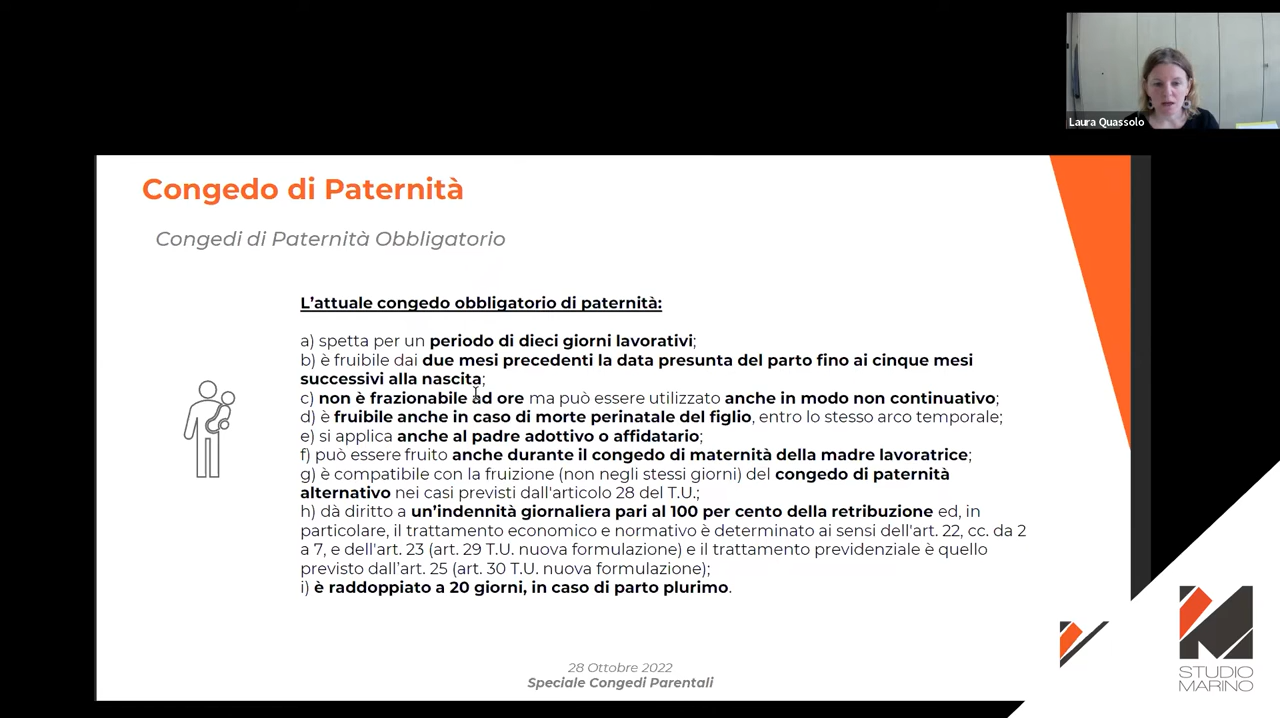 Laura Quassolo
Congedo di Paternità
Congedi di Paternità Obbligatorio
L'attuale congedo obbligatorio di paternità:
a) spetta per un periodo di dieci giorni lavorativi;
b) è fruibile dai due mesi precedenti la data presunta del parto fino ai cinque mesi
successivi alla nascita;
c) non è frazionabile ad ore ma può essere utilizzato anche in modo non continuativo;
d) è fruibile anche in caso di morte perinatale del figlio, entro lo stesso arco temporale;
e) si applica anche al padre adottivo o affidatario;
f) può essere fruito anche durante il congedo di maternità della madre lavoratrice;
g) è compatibile con la fruizione (non negli stessi giorni) del congedo di paternità
alternativo nei casi previsti dall'articolo 28 del T.U.;
h) dà diritto a un'indennità giornaliera pari al 100 per cento della retribuzione ed, in
particolare, il trattamento economico e normativo è determinato ai sensi dell'art. 22, cc. da 2
a 7, e dell'art. 23 (art. 29 T.U. nuova formulazione) e il trattamento previdenziale è quello
previsto dall'art. 25 (art. 30 T.U. nuova formulazione);
i) è raddoppiato a 20 giorni, in caso di parto plurimo.
28 Ottobre 2022
Speciale Congedi Parentali
STUDIO
MARINO